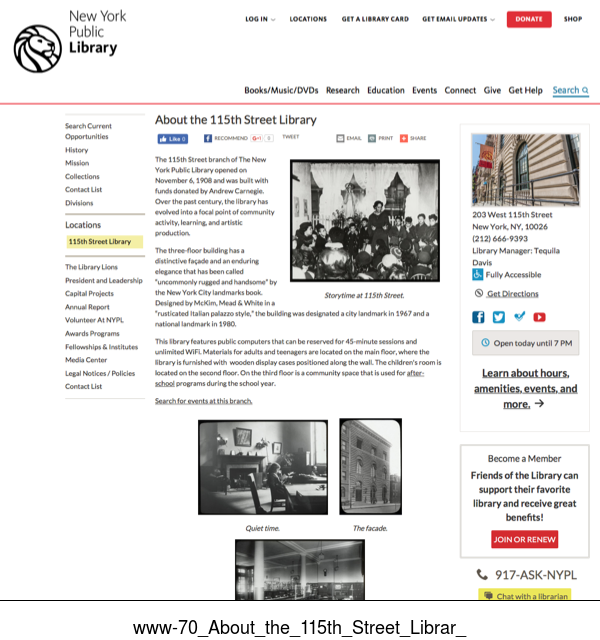 New York
Public
Library
LOG IN
LOCATIONS
GET A LIBRARY CARD
GET EMAIL UPDATES
DONATE
SHOP
Books/Music/DVDs
Research
Education
Events
Connect
Give
Get Help
Search
Search Current
Opportunities
History
Mission
Collections
Contact List
Divisions
Locations
115th Street Library
The Library Lions
President and Leadership
Capital Projects
Annual Report
Volunteer At NYPL
Awards Programs
Fellowships & Institutes
Media Center
Legal Notices / Policies
Contact List
About the 115th Street Library
Like 0
RECOMMEND
G+1 0
TWEET
EMAIL
PRINT
SHARE
The 115th Street branch of The New
York Public Library opened on
November 6, 1908 and was built with
funds donated by Andrew Carnegie.
Over the past century, the library has
evolved into a focal point of community
activity, learning, and artistic
production.
The three-floor building has a
distinctive façade and an enduring
elegance that has been called
"uncommonly rugged and handsome" by
the New York City landmarks book.
Designed by McKim, Mead & White in a
"rusticated Italian palazzo style," the building was designated a city landmark in 1967 and a
national landmark in 1980.
Storytime at 115th Street.
This library features public computers that can be reserved for 45-minute sessions and
unlimited WiFi. Materials for adults and teenagers are located on the main floor, where the
library is furnished with wooden display cases positioned along the wall. The children's room is
located on the second floor. On the third floor is a community space that is used for after-
school programs during the school year.
Search for events at this branch.
Quiet time.
The facade.
203 West 115th Street
New York, NY, 10026
(212) 666-9393
Library Manager: Tequila
Davis
Fully Accessible
Get Directions
Open today until 7 PM
Learn about hours,
amenities, events, and
more. →
Become a Member
Friends of the Library can
support their favorite
library and receive great
benefits!
JOIN OR RENEW
917-ASK-NYPL
Chat with a librarian
www-70_About_the_115th_Street_Librar_